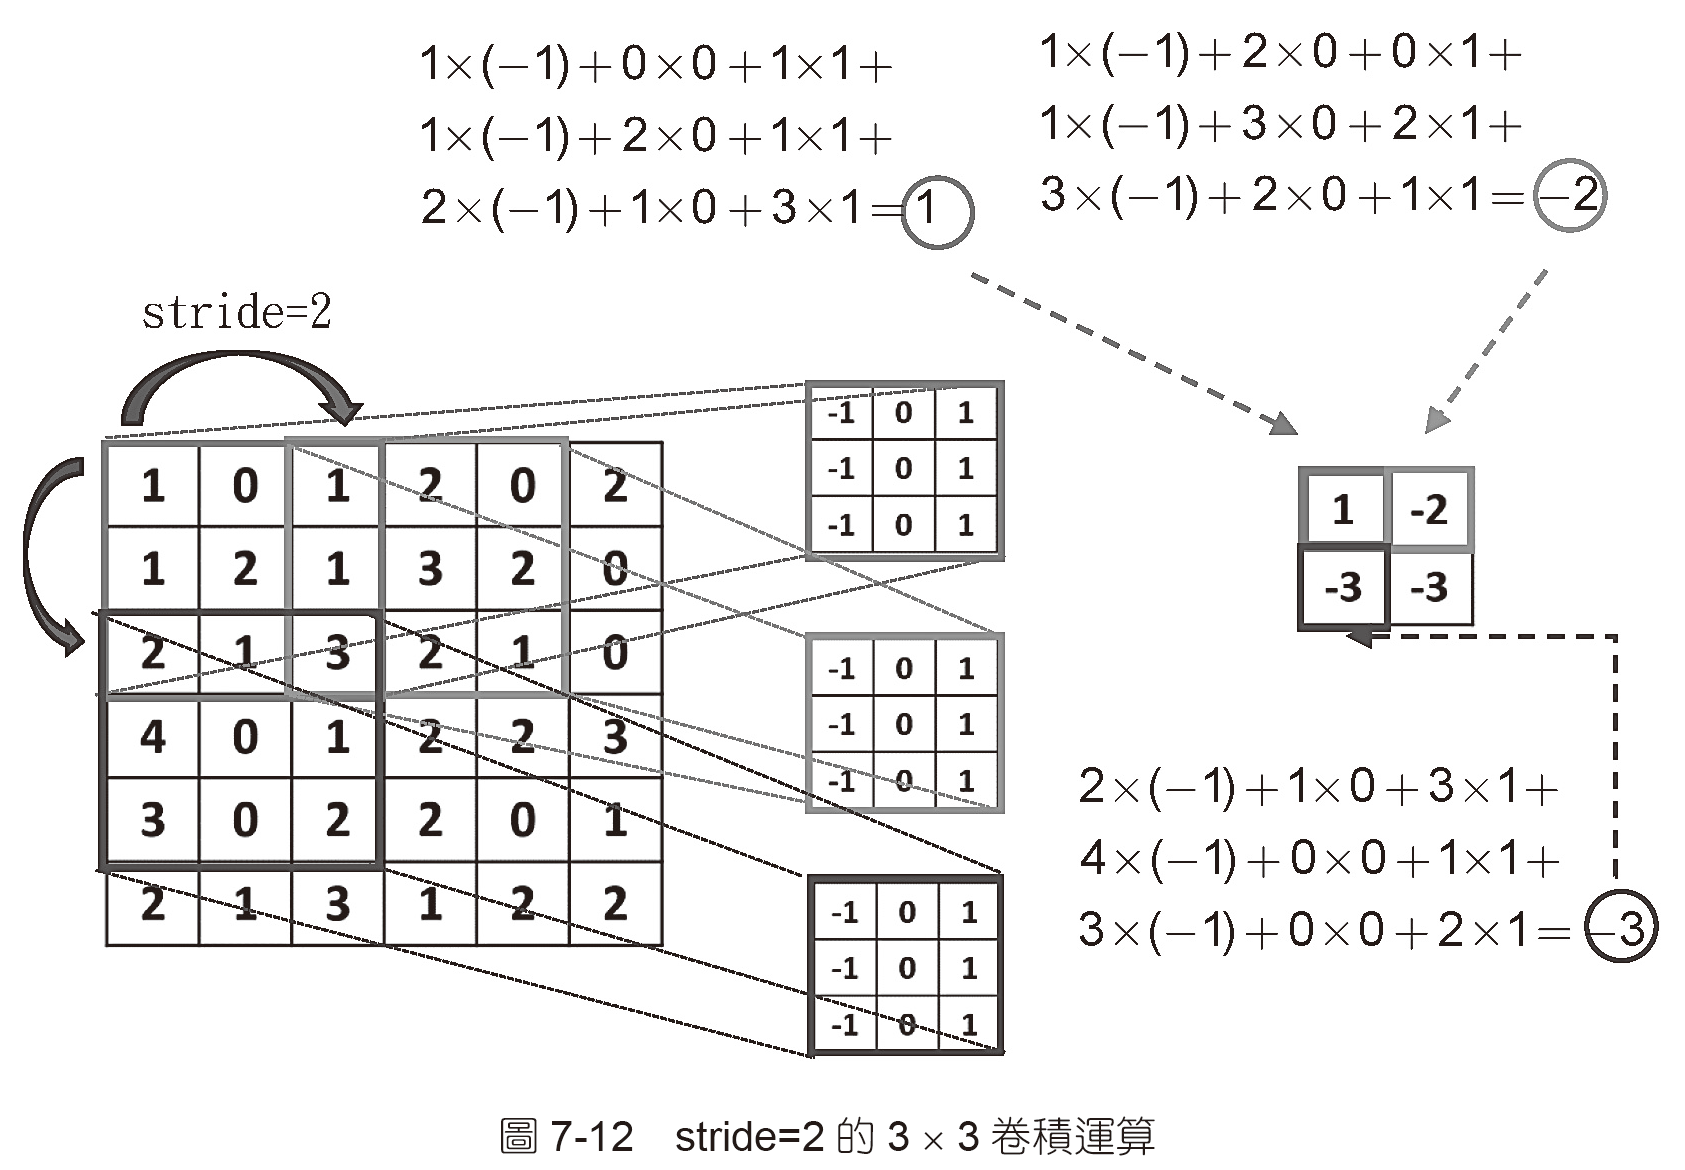 1×(−1)+0×0+1×1+
1×(−1)+2×0+1×1+
2×(−1)+1×0+3×1=1
1×(−1)+2×0+0×1+
1×(−1)+3×0+2×1+
3×(−1)+2×0+1×1=−2
stride=2
1 0 1 2 0 2
1 2 1 3 2 0
2 1 3 2 1 0
4 0 1 2 2 3
3 0 2 2 0 1
2 1 3 1 2 2
-1 0 1
-1 0 1
-1 0 1
-1 0 1
-1 0 1
-1 0 1
-1 0 1
-1 0 1
-1 0 1
1 -2
-3 -3
2×(−1)+1×0+3×1+
4×(−1)+0×0+1×1+
3×(−1)+0×0+2×1=−3
圖 7-12 stride=2 的 3 × 3 卷積運算